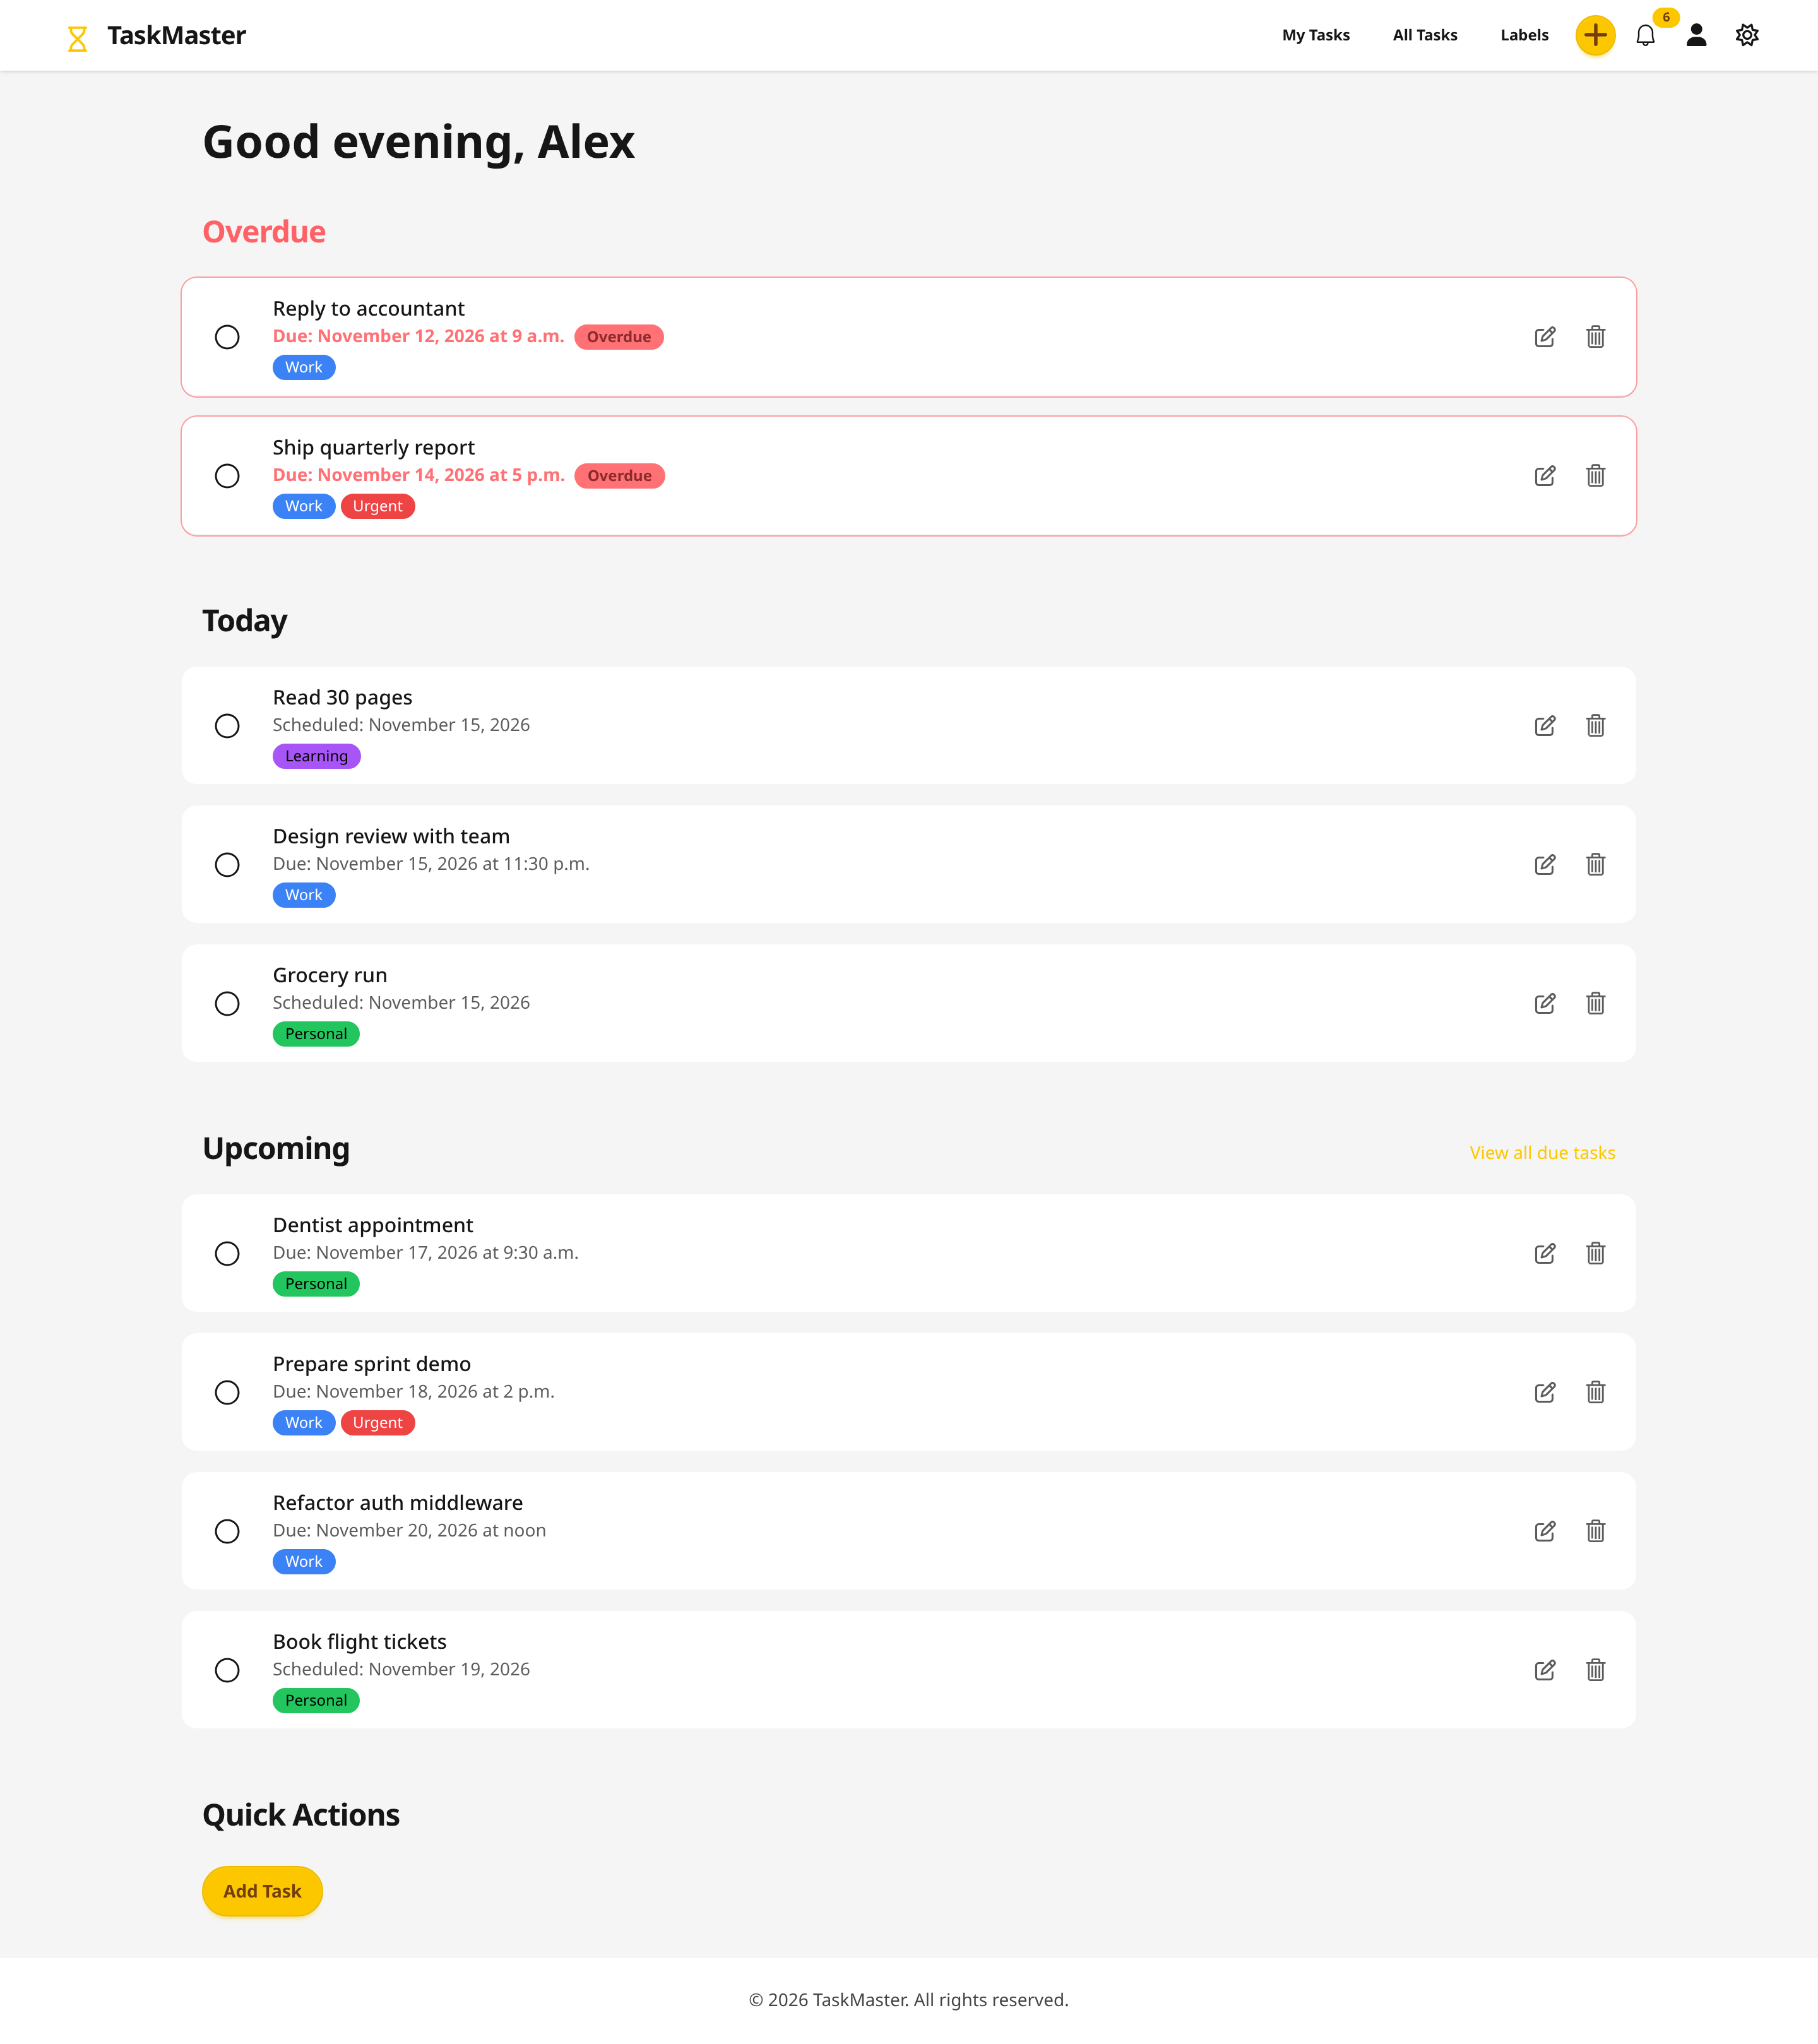 TaskMaster
My Tasks
All Tasks
Labels
6
Good evening, Alex
Overdue
Reply to accountant
Due: November 12, 2026 at 9 a.m. Overdue
Work
Ship quarterly report
Due: November 14, 2026 at 5 p.m. Overdue
Work Urgent
Today
Read 30 pages
Scheduled: November 15, 2026
Learning
Design review with team
Due: November 15, 2026 at 11:30 p.m.
Work
Grocery run
Scheduled: November 15, 2026
Personal
Upcoming
View all due tasks
Dentist appointment
Due: November 17, 2026 at 9:30 a.m.
Personal
Prepare sprint demo
Due: November 18, 2026 at 2 p.m.
Work Urgent
Refactor auth middleware
Due: November 20, 2026 at noon
Work
Book flight tickets
Scheduled: November 19, 2026
Personal
Quick Actions
Add Task
© 2026 TaskMaster. All rights reserved.